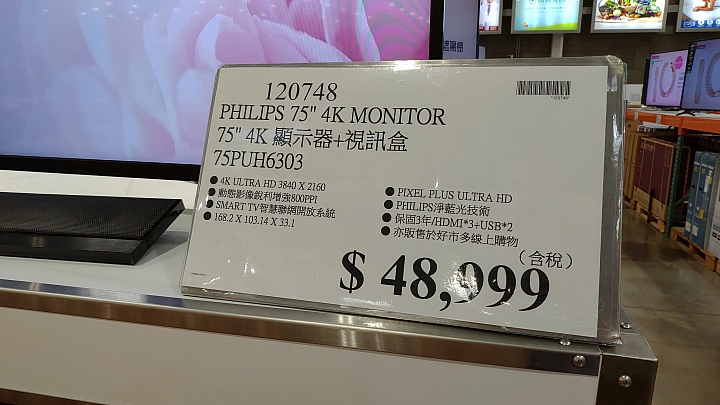 120748
*120748*
PHILIPS 75" 4K MONITOR
75" 4K 顯示器+視訊盒
75PUH6303
● 4K ULTRA HD 3840 X 2160
● 動態影像銳利增強800PPI
● SMART TV智慧聯網開放系統
● 168.2 X 103.14 X 33.1
● PIXEL PLUS ULTRA HD
● PHILIPS淨藍光技術
● 保固3年/HDMI*3+USB*2
● 亦販售於好市多線上購物
(含稅)
$ 48,999